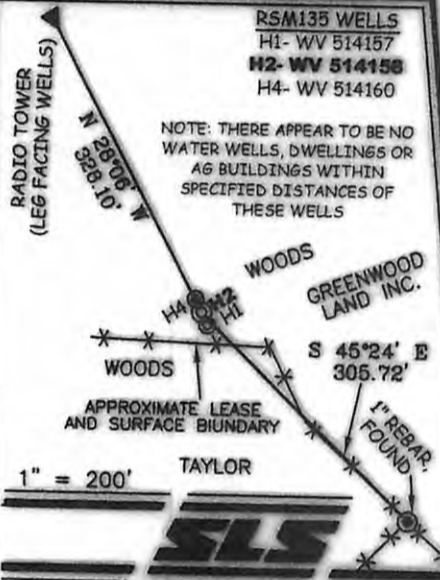 RSM135 WELLS
H1- WV 514157
H2- WV 514158
H4- WV 514160
NOTE: THERE APPEAR TO BE NO
WATER WELLS, DWELLINGS OR
AG BUILDINGS WITHIN
SPECIFIED DISTANCES OF
THESE WELLS
RADIO TOWER
(LEG FACING WELLS)
N 28°06' W
328.10'
WOODS
GREENWOOD
LAND INC.
H4
H2
H1
WOODS
S 45°24' E
305.72'
APPROXIMATE LEASE
AND SURFACE BIUNDARY
1" REBAR,
FOUND
TAYLOR
1" = 200'
SLS